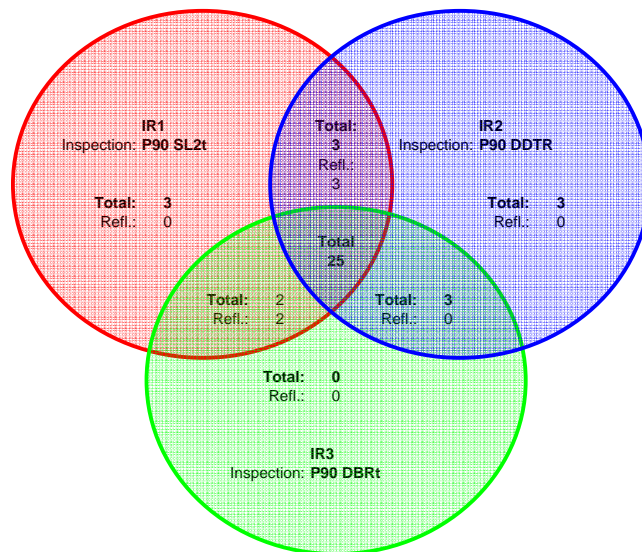 IR1
Inspection: P90 SL2t
Total: 3
Refl.: 0
Total:
3
Refl.:
3
IR2
Inspection: P90 DDTR
Total: 3
Refl.: 0
Total
25
Total: 2
Refl.: 2
Total: 3
Refl.: 0
Total: 0
Refl.: 0
IR3
Inspection: P90 DBRt